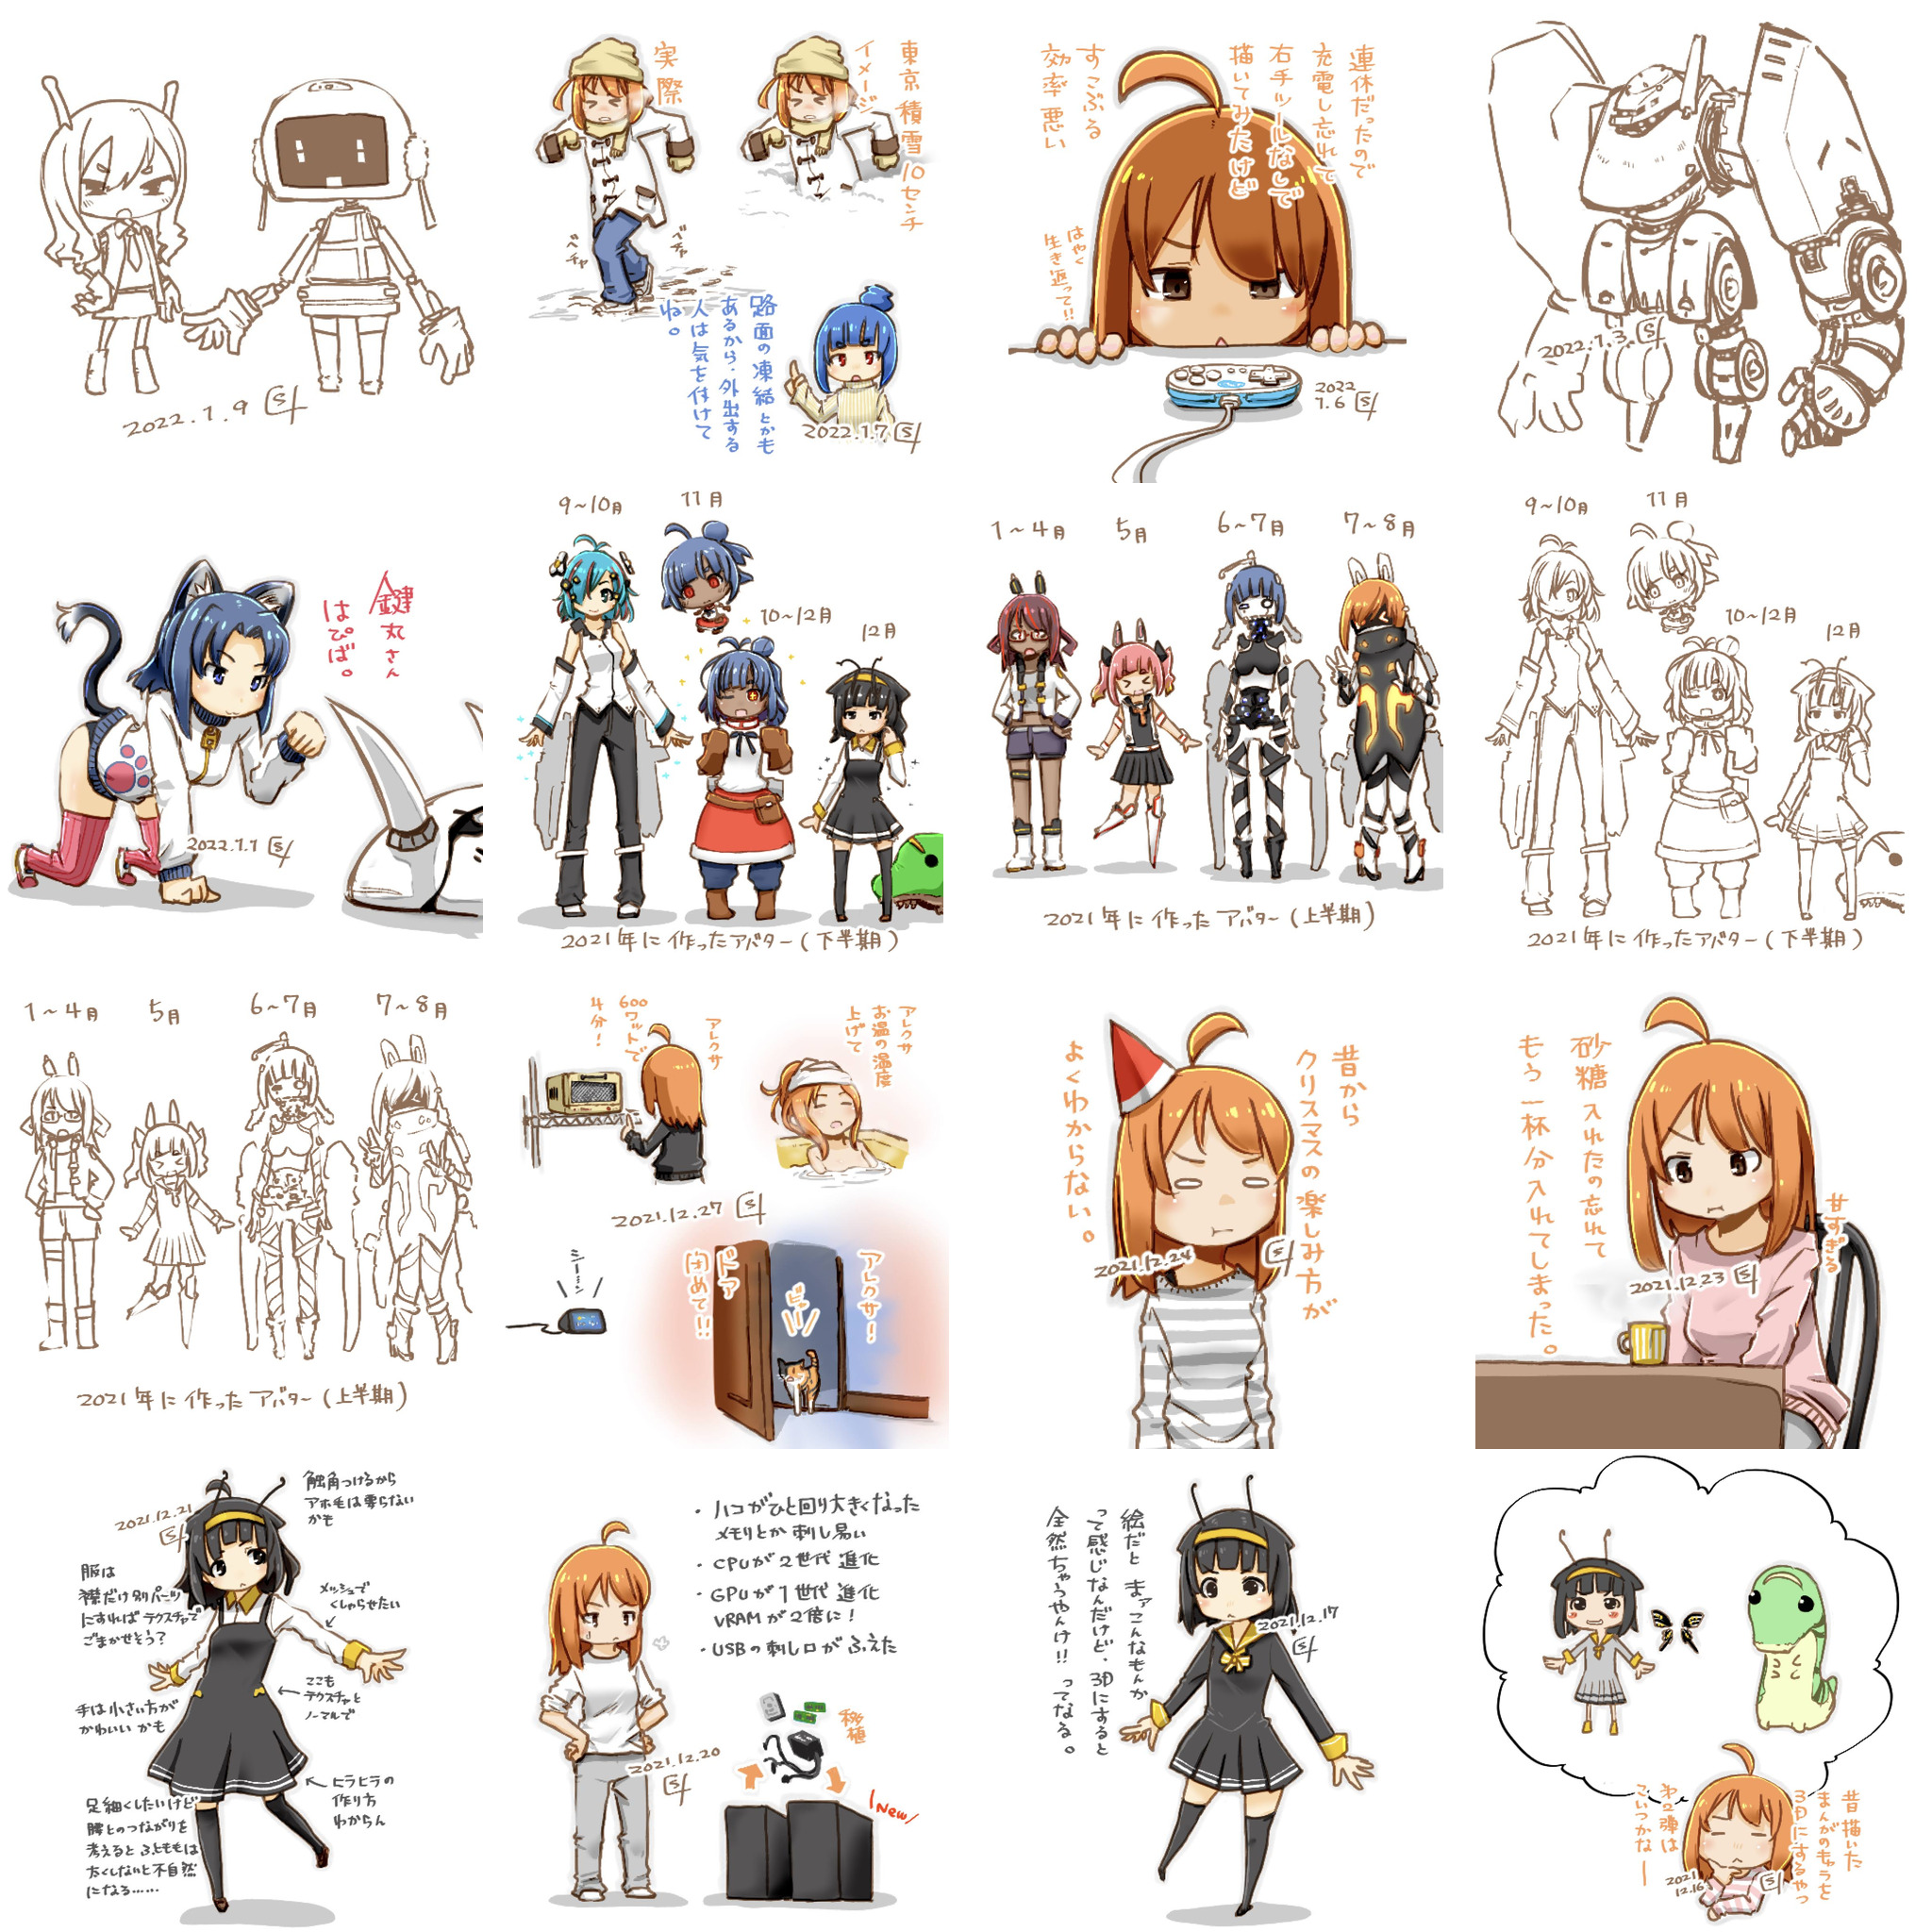 2022.1.9
東京積雪10センチ
イメージ
実際
ベチャ
ベチャ
路面の凍結とかも
あるから、外出する
人は気を付けて
ね。
2022.1.7
連休だったので
充電し忘れて
右手ツールなしで
描いてみたけど
すこぶる
効率悪い
はやく
生き返って!!
2022
1.6
2022.1.3.
鍵丸さん
はぴば。
2022.1.1
9~10月
11月
10~12月
12月
2021年に作ったアバター(下半期)
1~4月
5月
6~7月
7~8月
2021年に作ったアバター(上半期)
9~10月
11月
10~12月
12月
2021年に作ったアバター(下半期)
1~4月
5月
6~7月
7~8月
2021年に作ったアバター(上半期)
アレクサ
600
ワットで
4分!
アレクサ
お湯の温度
上げて
2021.12.27
シーーン
アレクサ!
ドア
閉めて!!
ビャー
昔から
クリスマスの楽しみ方が
よくわからない。
2021.12.24
砂糖入れたの忘れて
もう一杯分入れてしまった。
甘すぎる
2021.12.23
2021.12.21
触角つけるから
アホ毛は要らない
かも
服は
襟だけ別パーツ
にすれば テクスチャで
ごまかせそう?
メッシュで
くしゃらせたい
手は小さい方が
かわいい かも
ここも
テクスチャと
ノーマルで
ヒラヒラの
作り方
わからん
足細くしたいけど
腰とのつながりを
考えると ふとももは
太くしないと不自然
になる……
・ハコがひと回り大きくなった
メモリとか 刺し易い
・CPUが2世代 進化
・GPUが1世代 進化
VRAMが2倍に!
・USBの刺し口がふえた
移植
New
2021.12.20
絵だと まァこんなもんか
って感じなんだけど、3Dにすると
全然ちゃうやんけ!! ってなる。
2021.12.17
昔描いた
まんがのキャラを
3Dにするやつ
第2弾は
こいつかなー
2021
12.16